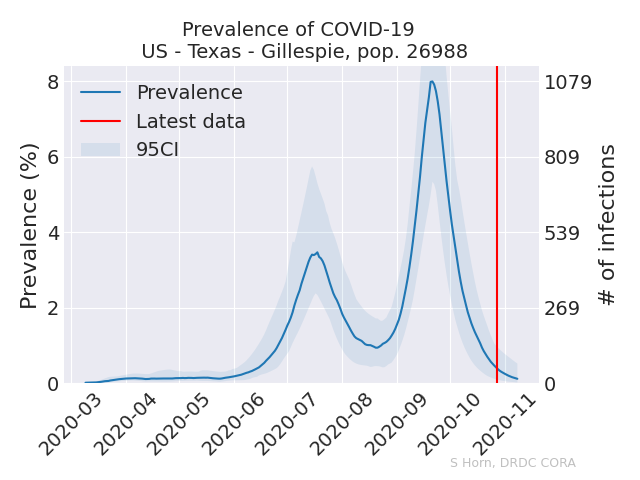 Prevalence of COVID-19
US - Texas - Gillespie, pop. 26988
Prevalence
Latest data
95CI
Prevalence (%)
8
6
4
2
0
1079
809
539
269
0
# of infections
2020-03
2020-04
2020-05
2020-06
2020-07
2020-08
2020-09
2020-10
2020-11
S Horn, DRDC CORA